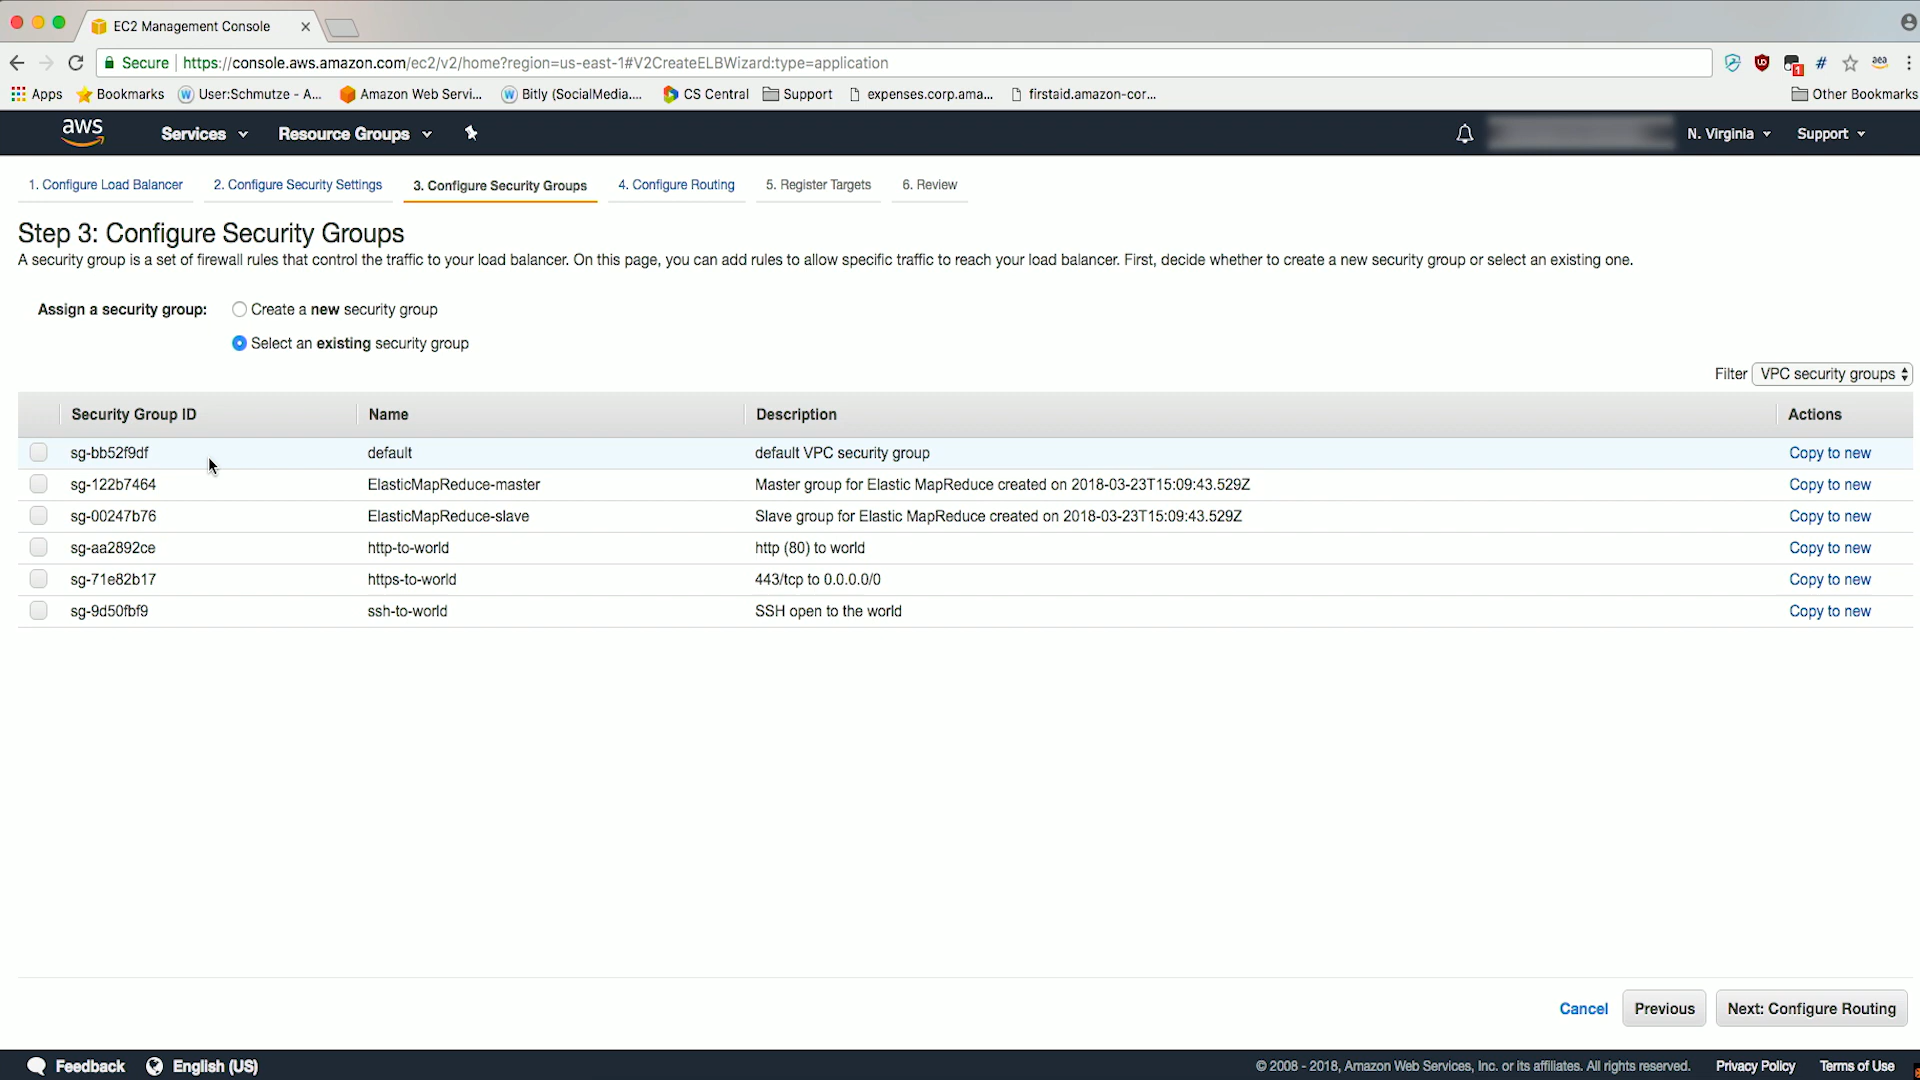 EC2 Management Console
Secure https://console.aws.amazon.com/ec2/v2/home?region=us-east-1#V2CreateELBWizard:type=application
Apps Bookmarks User:Schmutze - A... Amazon Web Servi... Bitly (SocialMedia.... CS Central Support expenses.corp.ama... firstaid.amazon-cor... Other Bookmarks
aws Services Resource Groups N. Virginia Support
1. Configure Load Balancer 2. Configure Security Settings 3. Configure Security Groups 4. Configure Routing 5. Register Targets 6. Review
Step 3: Configure Security Groups
A security group is a set of firewall rules that control the traffic to your load balancer. On this page, you can add rules to allow specific traffic to reach your load balancer. First, decide whether to create a new security group or select an existing one.
Assign a security group: Create a new security group
Select an existing security group
Filter VPC security groups
Security Group ID Name Description Actions
sg-bb52f9df default default VPC security group Copy to new
sg-122b7464 ElasticMapReduce-master Master group for Elastic MapReduce created on 2018-03-23T15:09:43.529Z Copy to new
sg-00247b76 ElasticMapReduce-slave Slave group for Elastic MapReduce created on 2018-03-23T15:09:43.529Z Copy to new
sg-aa2892ce http-to-world http (80) to world Copy to new
sg-71e82b17 https-to-world 443/tcp to 0.0.0.0/0 Copy to new
sg-9d50fbf9 ssh-to-world SSH open to the world Copy to new
Cancel Previous Next: Configure Routing
Feedback English (US) © 2008 - 2018, Amazon Web Services, Inc. or its affiliates. All rights reserved. Privacy Policy Terms of Use